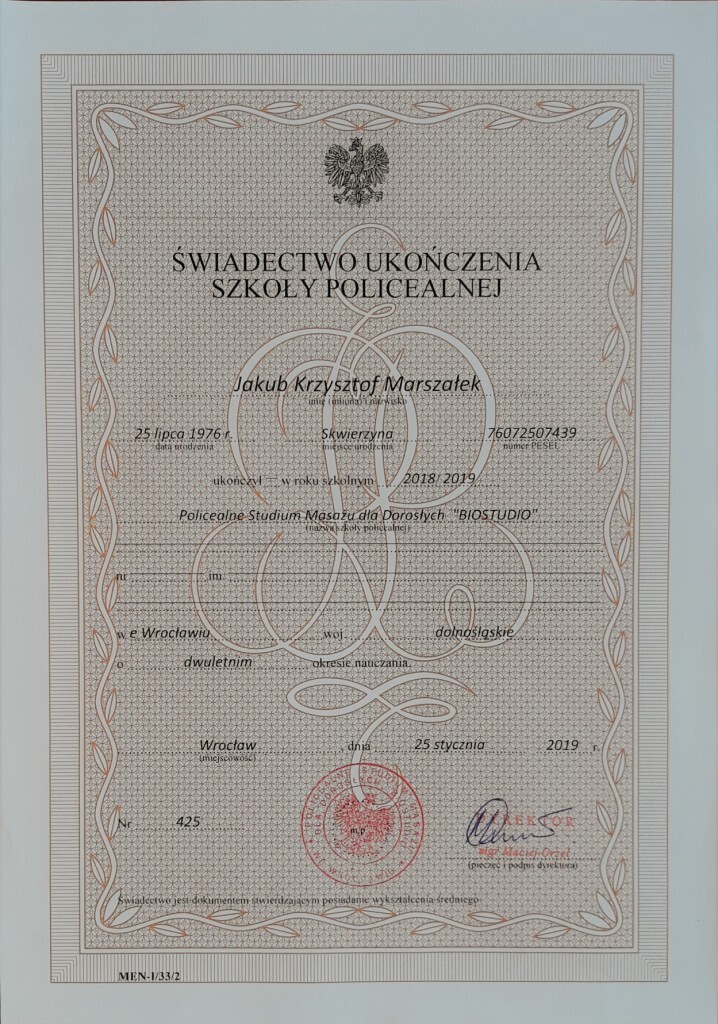 ŚWIADECTWO UKOŃCZENIA
SZKOŁY POLICEALNEJ
Jakub Krzysztof Marszałek
imię (imiona) i nazwisko
25 lipca 1976 r. Skwierzyna 76072507439
data urodzenia miejsce urodzenia numer PESEL
ukończył w roku szkolnym 2018/2019
Policealne Studium Masażu dla Dorosłych "BIOSTUDIO"
(nazwa szkoły policealnej)
nr im.
w e Wrocławiu woj. dolnośląskie
o dwuletnim okresie nauczania.
Wrocław , dnia 25 stycznia 2019 r.
(miejscowość)
Nr 425
m.p.
DYREKTOR
mgr Maciej Orzeł
(pieczęć i podpis dyrektora)
Świadectwo jest dokumentem stwierdzającym posiadanie wykształcenia średniego
MEN-I/33/2